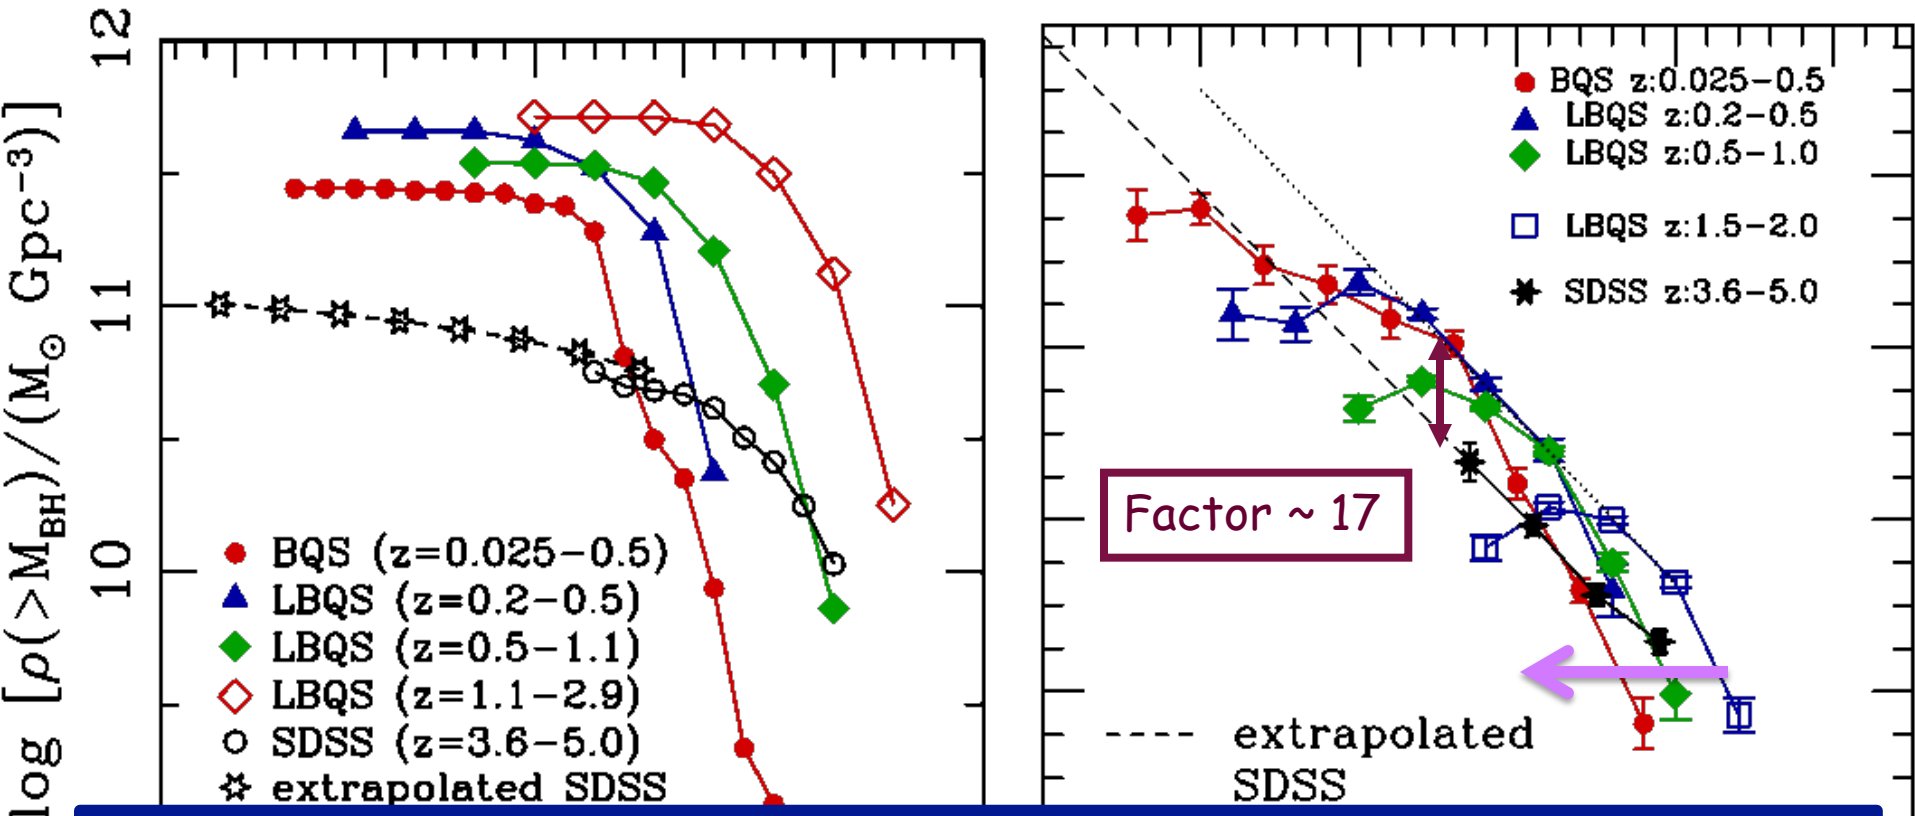 12
11
10
log [ρ(>M_BH)/(M_⊙ Gpc^−3)]
BQS (z=0.025−0.5)
LBQS (z=0.2−0.5)
LBQS (z=0.5−1.1)
LBQS (z=1.1−2.9)
SDSS (z=3.6−5.0)
extrapolated SDSS
BQS z:0.025−0.5
LBQS z:0.2−0.5
LBQS z:0.5−1.0
LBQS z:1.5−2.0
SDSS z:3.6−5.0
Factor ~ 17
extrapolated
SDSS